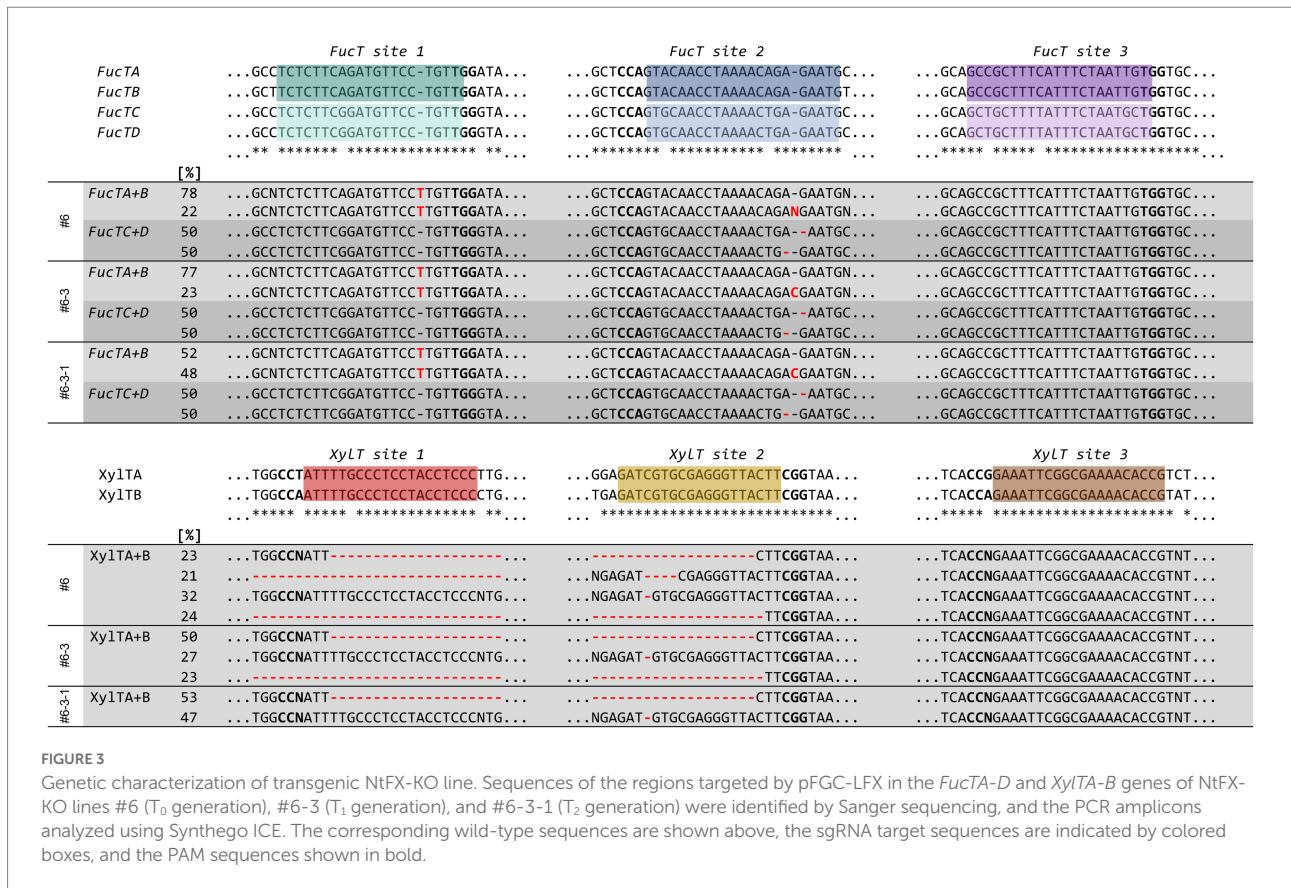 FucT site 1 FucT site 2 FucT site 3
FucTA ...GCCTCTCTTCAGATGTTCC-TGTTGGATA... ...GCTCCAGTACAACCTAAAACAGA-GAATGC... ...GCAGCCGCTTTCATTTCTAATTGTGGTGC...
FucTB ...GCTTCTCTTCAGATGTTCC-TGTTGGATA... ...GCTCCAGTACAACCTAAAACAGA-GAATGT... ...GCAGCCGCTTTCATTTCTAATTGTGGTGC...
FucTC ...GCCTCTCTTCGGATGTTCC-TGTTGGGTA... ...GCTCCAGTGCAACCTAAAACTGA-GAATGC... ...GCAGCTGCTTTTATTTCTAATGCTGGTGC...
FucTD ...GCCTCTCTTCGGATGTTCC-TGTTGGGTA... ...GCTCCAGTGCAACCTAAAACTGA-GAATGC... ...GCAGCTGCTTTTATTTCTAATGCTGGTGC...
...** ******* ************* **... ...******** *********** ********* ... ...***** ***** **** *****************...
[%]
#6 FucTA+B 78 ...GCNTCTCTTCAGATGTTCCTTGTTGGATA... ...GCTCCAGTACAACCTAAAACAGA-GAATGN... ...GCAGCCGCTTTCATTTCTAATTGTGGTGC...
22 ...GCNTCTCTTCAGATGTTCCTTGTTGGATA... ...GCTCCAGTACAACCTAAAACAGANGAATGN... ...GCAGCCGCTTTCATTTCTAATTGTGGTGC...
FucTC+D 50 ...GCCTCTCTTCGGATGTTCC-TGTTGGGTA... ...GCTCCAGTGCAACCTAAAACTGA--AATGC... ...GCAGCCGCTTTCATTTCTAATTGTGGTGC...
50 ...GCCTCTCTTCGGATGTTCC-TGTTGGGTA... ...GCTCCAGTGCAACCTAAAACTG--GAATGC... ...GCAGCCGCTTTCATTTCTAATTGTGGTGC...
#6-3 FucTA+B 77 ...GCNTCTCTTCAGATGTTCCTTGTTGGATA... ...GCTCCAGTACAACCTAAAACAGA-GAATGN... ...GCAGCCGCTTTCATTTCTAATTGTGGTGC...
23 ...GCNTCTCTTCAGATGTTCCTTGTTGGATA... ...GCTCCAGTACAACCTAAAACAGACGAATGN... ...GCAGCCGCTTTCATTTCTAATTGTGGTGC...
FucTC+D 50 ...GCCTCTCTTCGGATGTTCC-TGTTGGGTA... ...GCTCCAGTGCAACCTAAAACTGA--AATGC... ...GCAGCCGCTTTCATTTCTAATTGTGGTGC...
50 ...GCCTCTCTTCGGATGTTCC-TGTTGGGTA... ...GCTCCAGTGCAACCTAAAACTG--GAATGC... ...GCAGCCGCTTTCATTTCTAATTGTGGTGC...
#6-3-1 FucTA+B 52 ...GCNTCTCTTCAGATGTTCCTTGTTGGATA... ...GCTCCAGTACAACCTAAAACAGA-GAATGN... ...GCAGCCGCTTTCATTTCTAATTGTGGTGC...
48 ...GCNTCTCTTCAGATGTTCCTTGTTGGATA... ...GCTCCAGTACAACCTAAAACAGACGAATGN... ...GCAGCCGCTTTCATTTCTAATTGTGGTGC...
FucTC+D 50 ...GCCTCTCTTCGGATGTTCC-TGTTGGGTA... ...GCTCCAGTGCAACCTAAAACTGA--AATGC... ...GCAGCCGCTTTCATTTCTAATTGTGGTGC...
50 ...GCCTCTCTTCGGATGTTCC-TGTTGGGTA... ...GCTCCAGTGCAACCTAAAACTG--GAATGC... ...GCAGCCGCTTTCATTTCTAATTGTGGTGC...
XylT site 1 XylT site 2 XylT site 3
XylTA ...TGGCCTATTTTGCCCTCCTACCTCCCTTG... ...GGAGATCGTGCGAGGGTTACTTCGGTAA... ...TCACCGGAAATTCGGCGAAAACACCGTCT...
XylTB ...TGGCCAATTTTGCCCTCCTACCTCCCCTG... ...TGAGATCGTGCGAGGGTTACTTCGGTAA... ...TCACCAGAAATTCGGCGAAAACACCGTAT...
...***** ******************** **... ... ***************************... ...***** ********************* *...
[%]
#6 XylTA+B 23 ...TGGCCNATT--------------------... ...-------------------CTTCGGTAA... ...TCACCNGAAATTCGGCGAAAACACCGTNT...
21 ...-----------------------------... ...NGAGAT----CGAGGGTTACTTCGGTAA... ...TCACCNGAAATTCGGCGAAAACACCGTNT...
32 ...TGGCCNATTTTGCCCTCCTACCTCCCNTG... ...NGAGAT-GTGCGAGGGTTACTTCGGTAA... ...TCACCNGAAATTCGGCGAAAACACCGTNT...
24 ...-----------------------------... ...--------------------TTCGGTAA... ...TCACCNGAAATTCGGCGAAAACACCGTNT...
#6-3 XylTA+B 50 ...TGGCCNATT--------------------... ...-------------------CTTCGGTAA... ...TCACCNGAAATTCGGCGAAAACACCGTNT...
27 ...TGGCCNATTTTGCCCTCCTACCTCCCNTG... ...NGAGAT-GTGCGAGGGTTACTTCGGTAA... ...TCACCNGAAATTCGGCGAAAACACCGTNT...
23 ...-----------------------------... ...--------------------TTCGGTAA... ...TCACCNGAAATTCGGCGAAAACACCGTNT...
#6-3-1 XylTA+B 53 ...TGGCCNATT--------------------... ...-------------------CTTCGGTAA... ...TCACCNGAAATTCGGCGAAAACACCGTNT...
47 ...TGGCCNATTTTGCCCTCCTACCTCCCNTG... ...NGAGAT-GTGCGAGGGTTACTTCGGTAA... ...TCACCNGAAATTCGGCGAAAACACCGTNT...
FIGURE 3
Genetic characterization of transgenic NtFX-KO line. Sequences of the regions targeted by pFGC-LFX in the FucTA-D and XylTA-B genes of NtFX-
KO lines #6 (T0 generation), #6-3 (T1 generation), and #6-3-1 (T2 generation) were identified by Sanger sequencing, and the PCR amplicons
analyzed using Synthego ICE. The corresponding wild-type sequences are shown above, the sgRNA target sequences are indicated by colored
boxes, and the PAM sequences shown in bold.